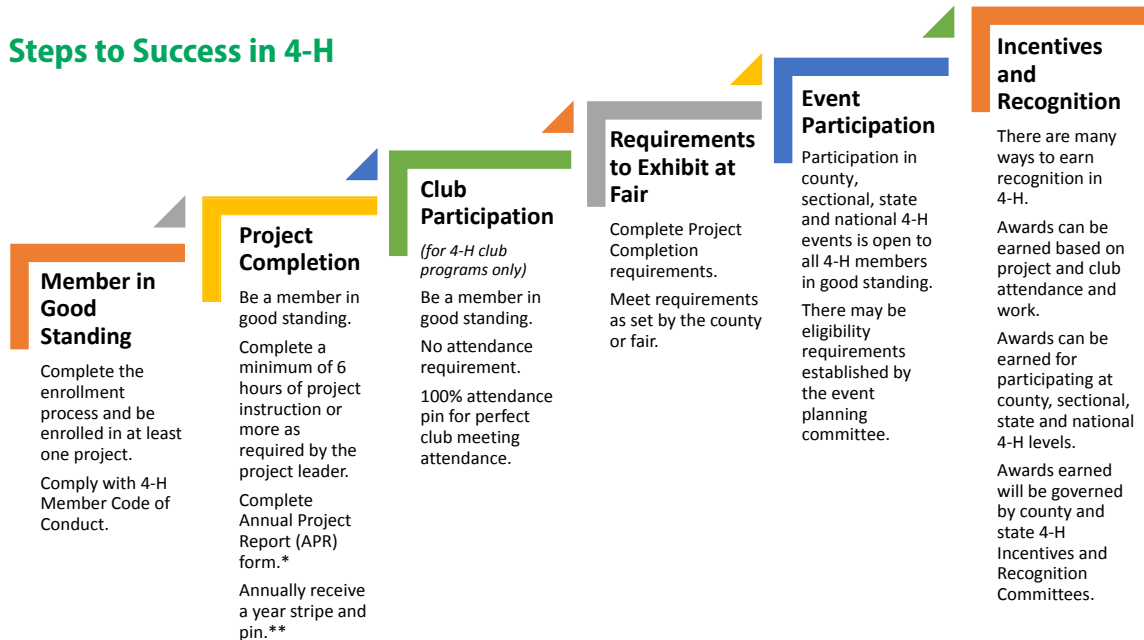 Steps to Success in 4-H
Member in
Good
Standing
Complete the
enrollment
process and be
enrolled in at least
one project.
Comply with 4-H
Member Code of
Conduct.
Project
Completion
Be a member in
good standing.
Complete a
minimum of 6
hours of project
instruction or
more as
required by the
project leader.
Complete
Annual Project
Report (APR)
form.*
Annually receive
a year stripe and
pin.**
Club
Participation
(for 4-H club
programs only)
Be a member in
good standing.
No attendance
requirement.
100% attendance
pin for perfect
club meeting
attendance.
Requirements
to Exhibit at
Fair
Complete Project
Completion
requirements.
Meet requirements
as set by the county
or fair.
Event
Participation
Participation in
county,
sectional, state
and national 4-H
events is open to
all 4-H members
in good standing.
There may be
eligibility
requirements
established by
the event
planning
committee.
Incentives
and
Recognition
There are many
ways to earn
recognition in
4-H.
Awards can be
earned based on
project and club
attendance and
work.
Awards can be
earned for
participating at
county, sectional,
state and national
4-H levels.
Awards earned
will be governed
by county and
state 4-H
Incentives and
Recognition
Committees.